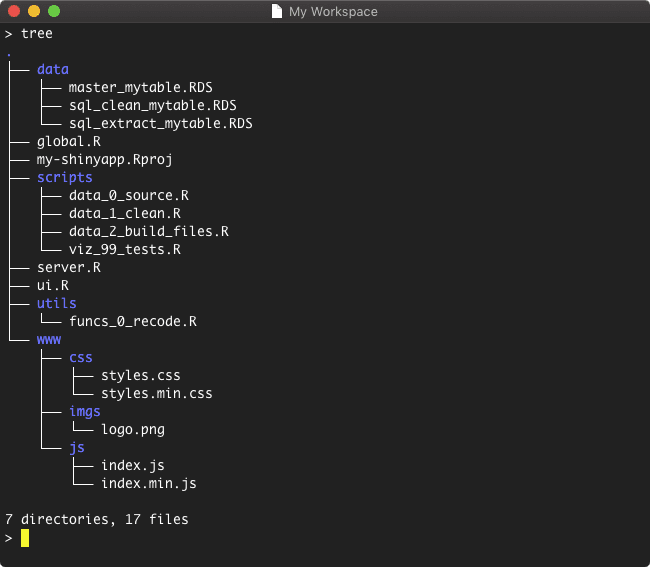 My Workspace
> tree
.
├── data
│   ├── master_mytable.RDS
│   ├── sql_clean_mytable.RDS
│   └── sql_extract_mytable.RDS
├── global.R
├── my-shinyapp.Rproj
├── scripts
│   ├── data_0_source.R
│   ├── data_1_clean.R
│   ├── data_2_build_files.R
│   └── viz_99_tests.R
├── server.R
├── ui.R
├── utils
│   └── funcs_0_recode.R
└── www
    ├── css
    │   ├── styles.css
    │   └── styles.min.css
    ├── imgs
    │   └── logo.png
    └── js
        ├── index.js
        └── index.min.js
7 directories, 17 files
>